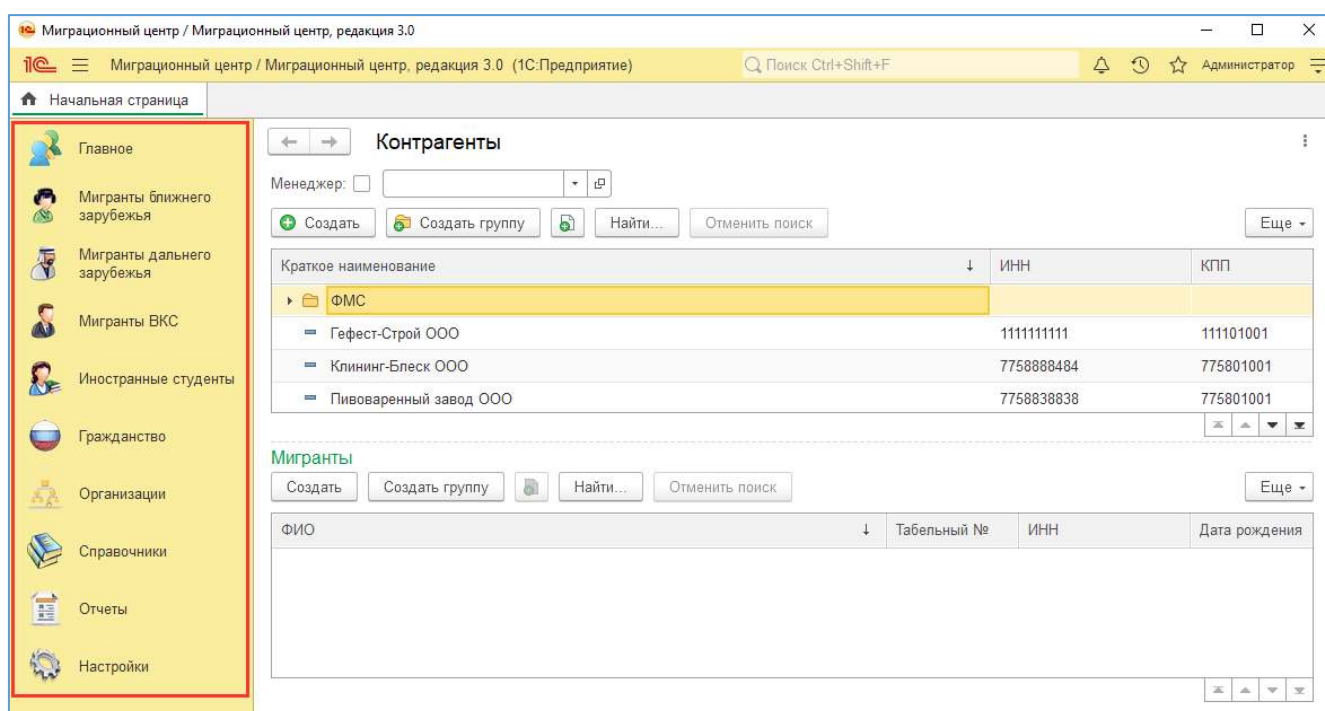 Миграционный центр / Миграционный центр, редакция 3.0
1С Миграционный центр / Миграционный центр, редакция 3.0 (1С:Предприятие) Поиск Ctrl+Shift+F Администратор
Начальная страница
Главное
Мигранты ближнего
зарубежья
Мигранты дальнего
зарубежья
Мигранты ВКС
Иностранные студенты
Гражданство
Организации
Справочники
Отчеты
Настройки
Контрагенты
Менеджер:
Создать Создать группу Найти... Отменить поиск Еще
Краткое наименование ↓ ИНН КПП
ФМС
Гефест-Строй ООО 1111111111 111101001
Клининг-Блеск ООО 7758888484 775801001
Пивоваренный завод ООО 7758838838 775801001
Мигранты
Создать Создать группу Найти... Отменить поиск Еще
ФИО ↓ Табельный № ИНН Дата рождения